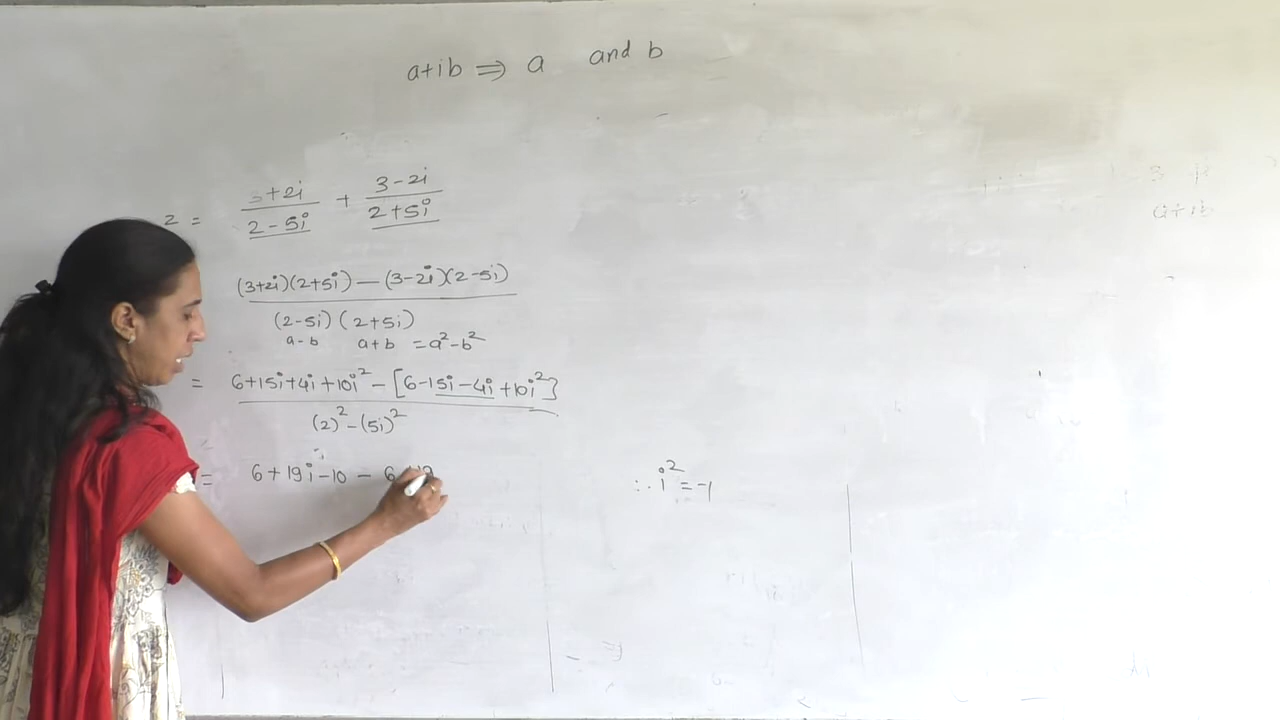 a+ib ⇒ a and b
z = 3+2i / 2-5i + 3-2i / 2+5i
(3+2i)(2+5i) — (3-2i)(2-5i)
(2-5i) (2+5i)
a-b a+b = a²-b²
= 6+15i+4i+10i² - [6-15i-4i+10i²]
(2)² - (5i)²
= 6+19i-10 - 6+19
∴ i² = -1
a+ib